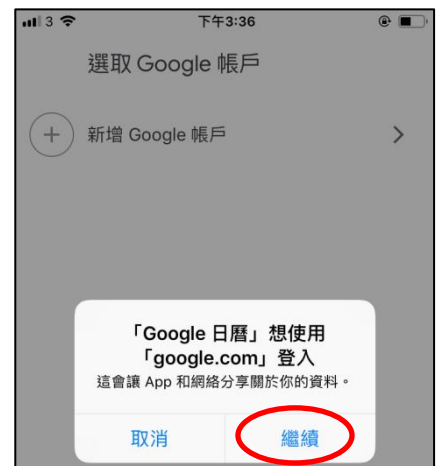 3 下午3:36
選取 Google 帳戶
新增 Google 帳戶
「Google 日曆」想使用
「google.com」登入
這會讓 App 和網絡分享關於你的資料。
取消 繼續